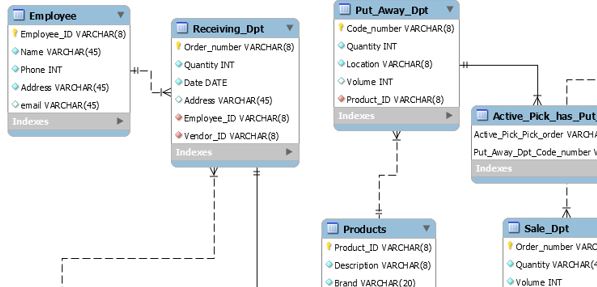 Employee
Employee_ID VARCHAR(8)
Name VARCHAR(45)
Phone INT
Address VARCHAR(45)
email VARCHAR(45)
Indexes
Receiving_Dpt
Order_number VARCHAR(8)
Quantity INT
Date DATE
Address VARCHAR(45)
Employee_ID VARCHAR(8)
Vendor_ID VARCHAR(8)
Indexes
Put_Away_Dpt
Code_number VARCHAR(8)
Quantity INT
Location VARCHAR(8)
Volume INT
Product_ID VARCHAR(8)
Indexes
Active_Pick_has_Put_
Active_Pick_Pick_order VARCHA
Put_Away_Dpt_Code_number V
Indexes
Products
Product_ID VARCHAR(8)
Description VARCHAR(8)
Brand VARCHAR(20)
Sale_Dpt
Order_number VARC
Quantity VARCHAR(4
Volume INT